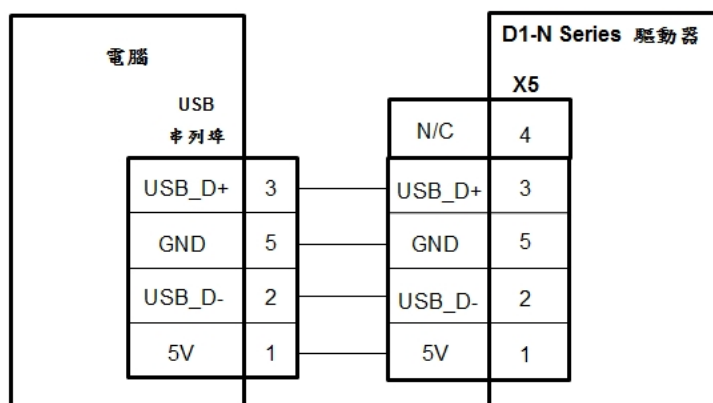 電腦
USB
串列埠
USB_D+ 3
GND 5
USB_D- 2
5V 1
D1-N Series 驅動器
X5
N/C 4
USB_D+ 3
GND 5
USB_D- 2
5V 1